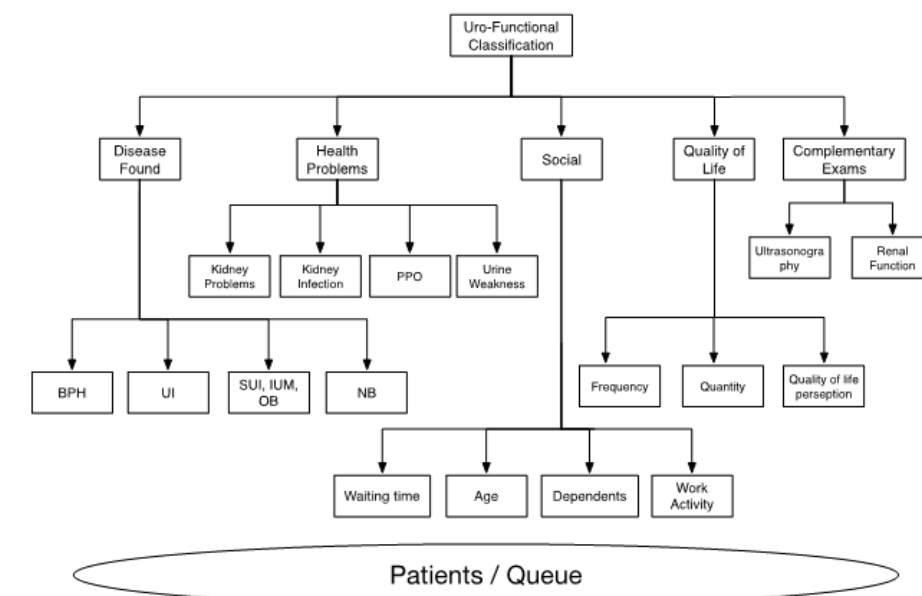 Uro-Functional
Classification
Disease
Found
Health
Problems
Social
Quality of
Life
Complementary
Exams
Kidney
Problems
Kidney
Infection
PPO
Urine
Weakness
Ultrasonogra
phy
Renal
Function
BPH
UI
SUI, IUM,
OB
NB
Frequency
Quantity
Quality of life
perseption
Waiting time
Age
Dependents
Work
Activity
Patients / Queue